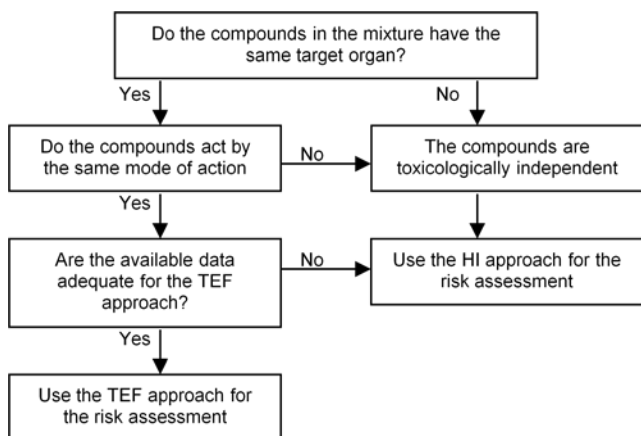 Do the compounds in the mixture have the
same target organ?
Yes
No
Do the compounds act by
the same mode of action
No
The compounds are
toxicologically independent
Yes
Are the available data
adequate for the TEF
approach?
No
Use the HI approach for the
risk assessment
Yes
Use the TEF approach for
the risk assessment